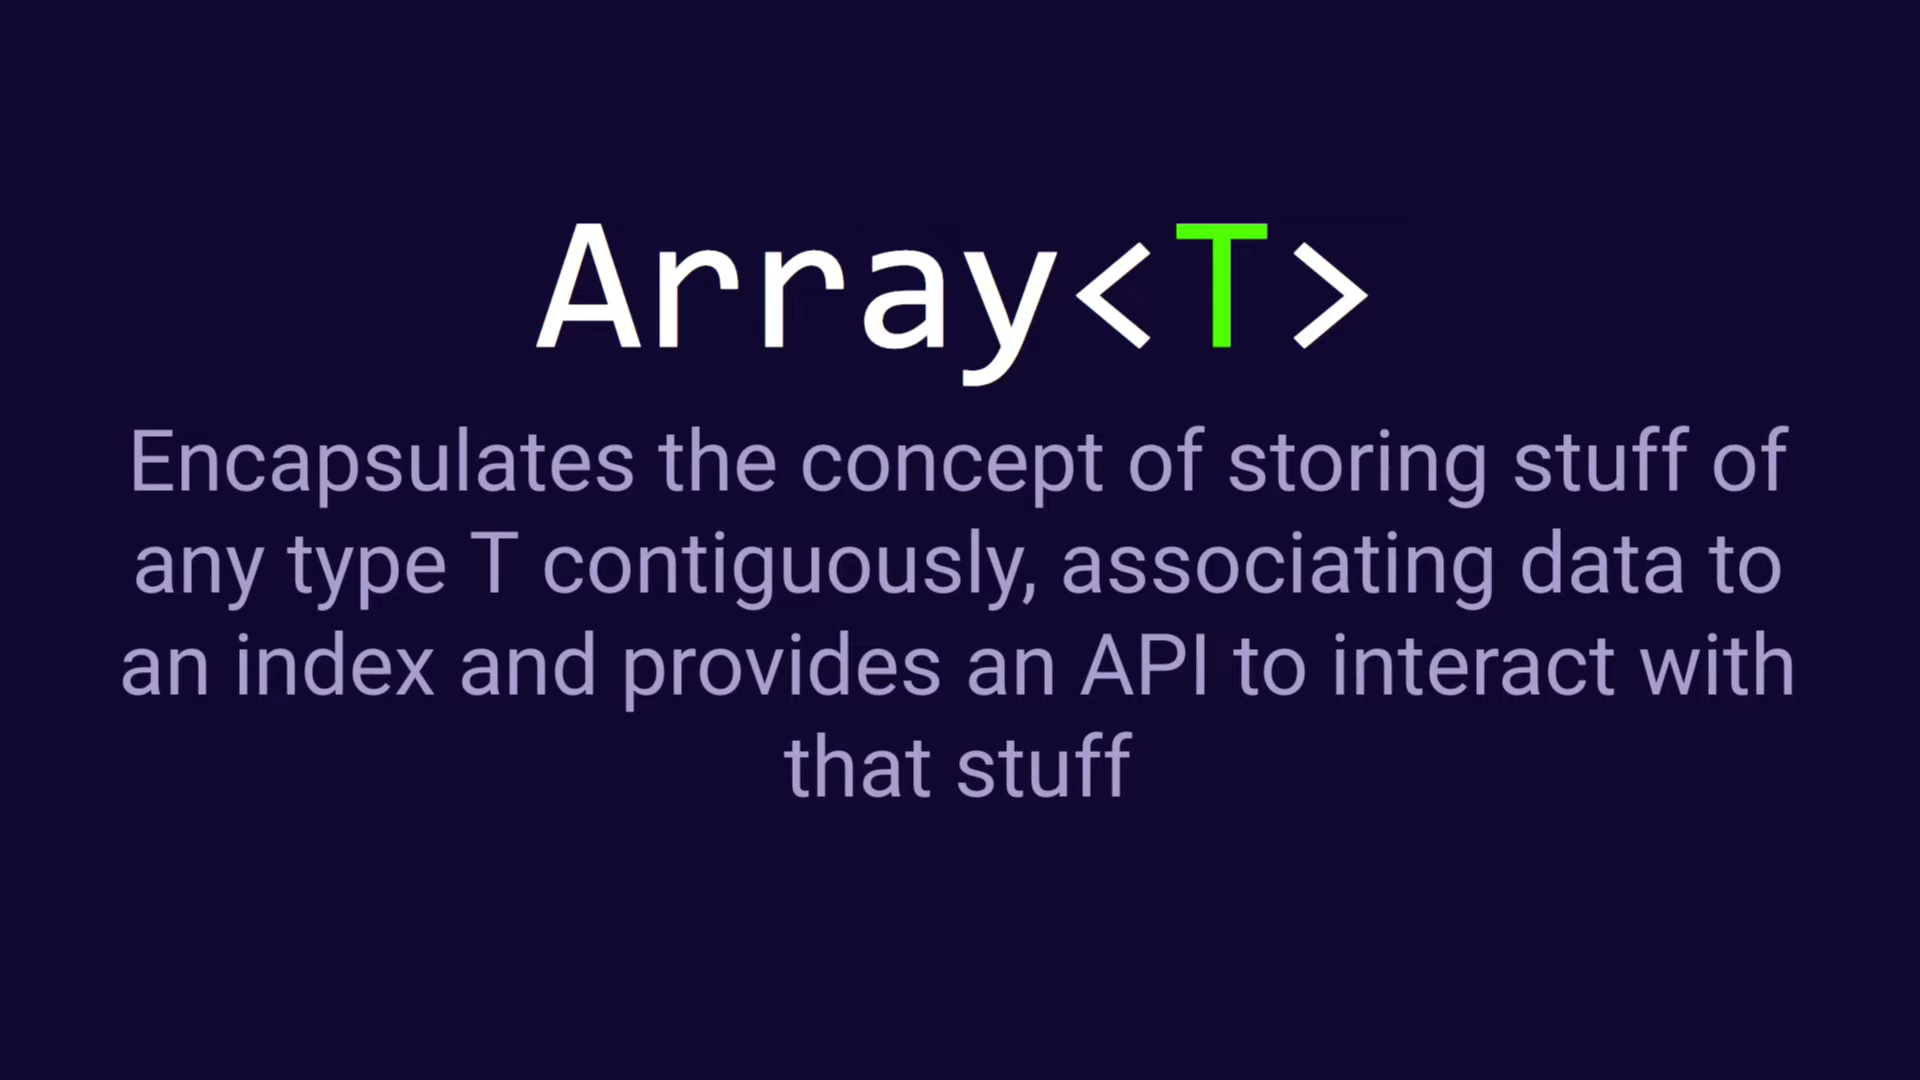 Array<T>
Encapsulates the concept of storing stuff of
any type T contiguously, associating data to
an index and provides an API to interact with
that stuff